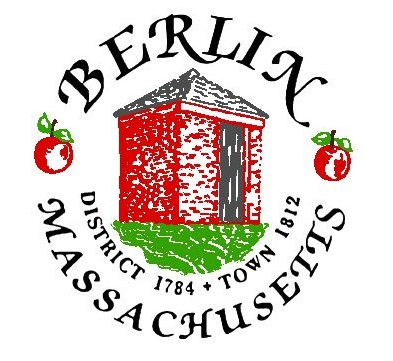 BERLIN
DISTRICT 1784 + TOWN 1812
MASSACHUSETTS